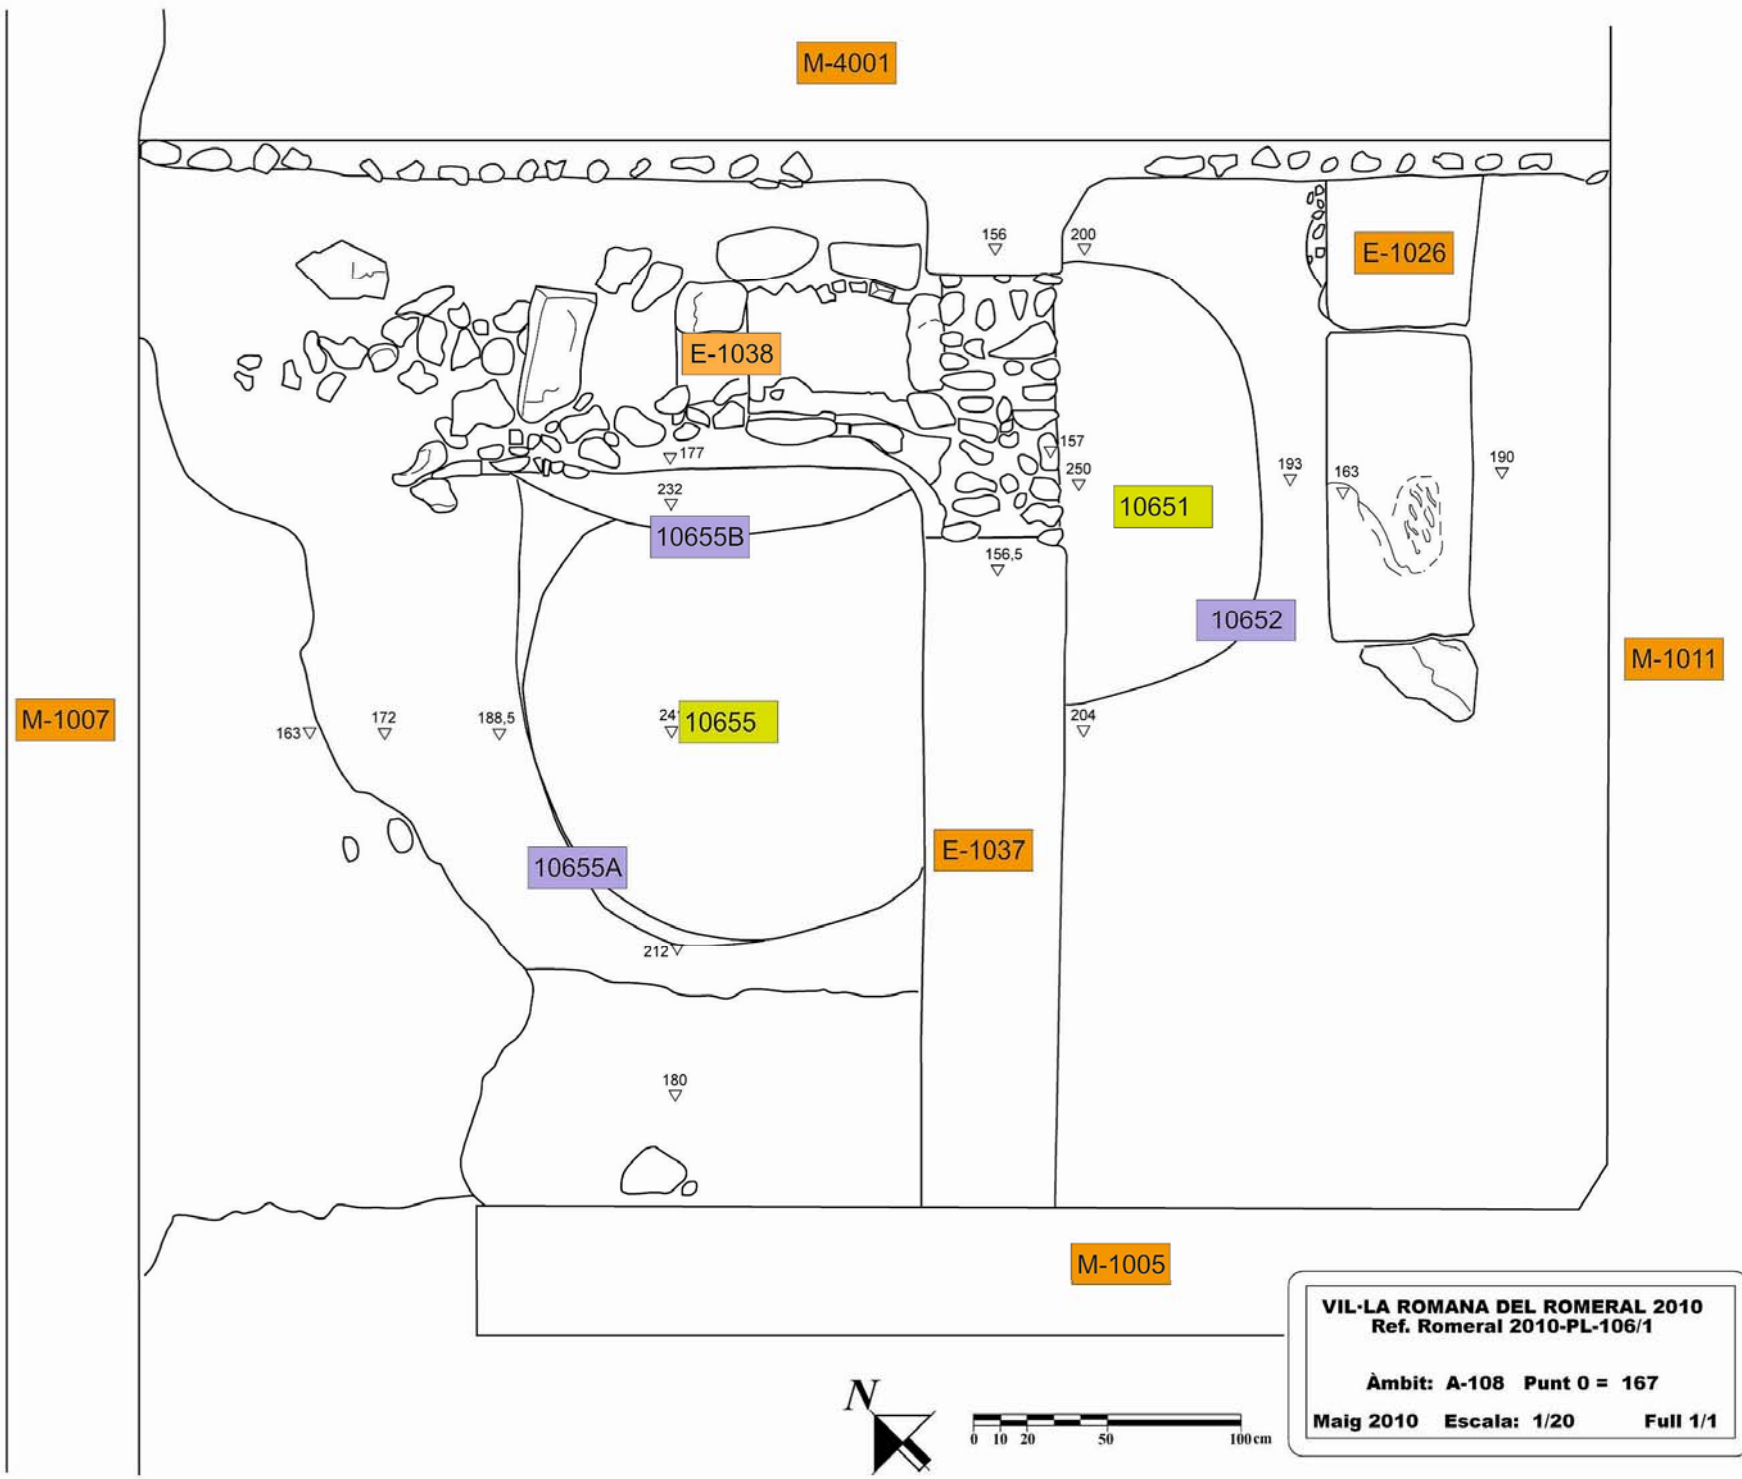 M-4001
156
200
E-1026
E-1038
157
177
250
193
163
190
232
10651
10655B
156,5
10652
M-1011
M-1007
163
172
188,5
10655
204
E-1037
10655A
212
180
M-1005
VIL·LA ROMANA DEL ROMERAL 2010
Ref. Romeral 2010-PL-106/1
Àmbit: A-108 Punt 0 = 167
Maig 2010 Escala: 1/20 Full 1/1
N
0 10 20 50 100 cm